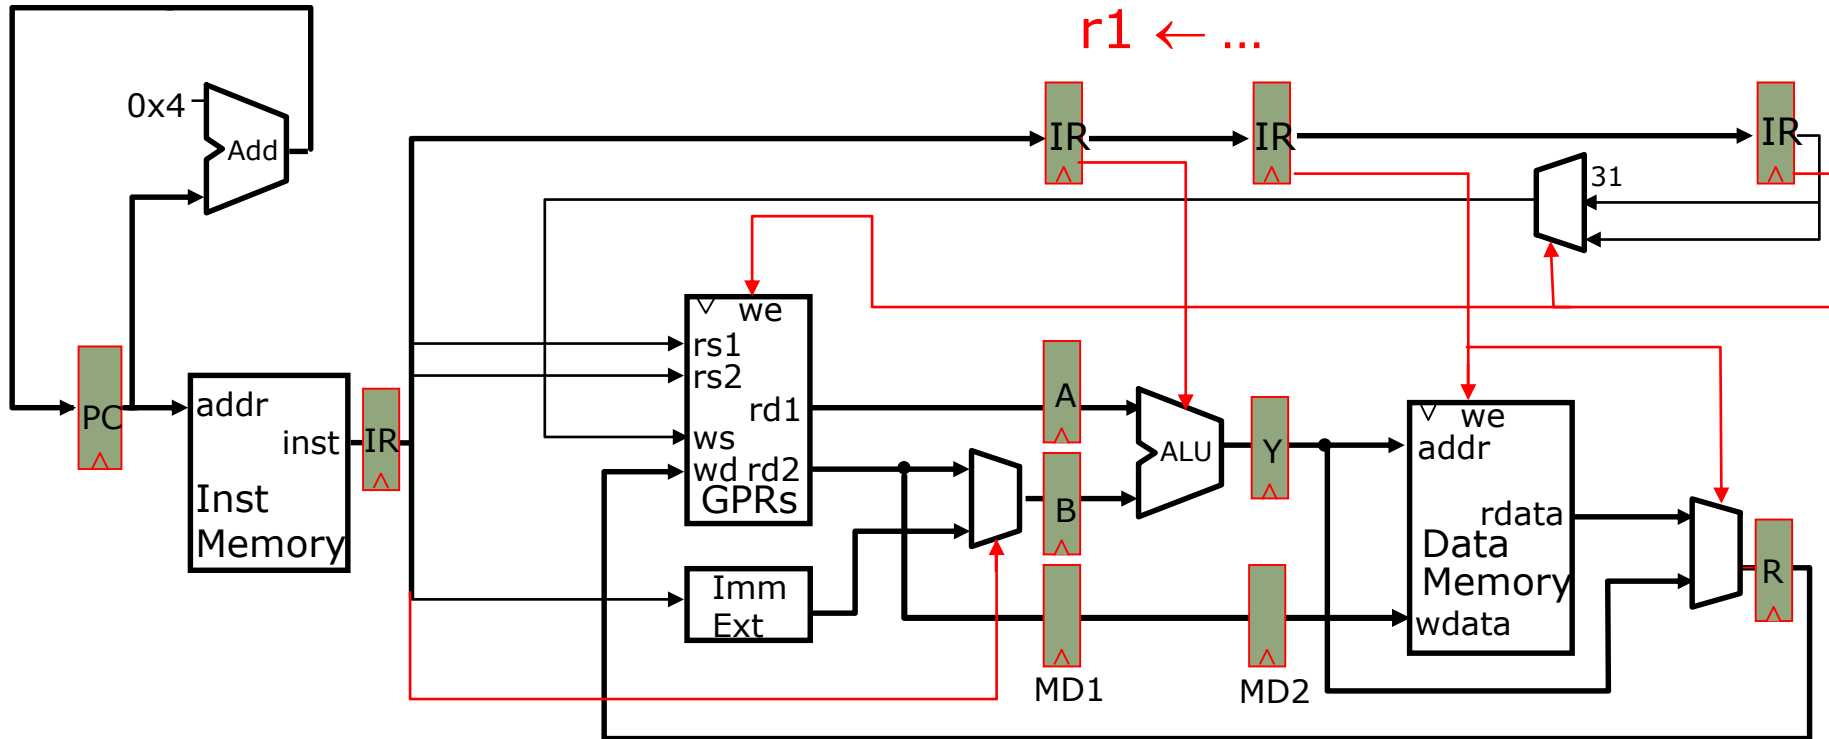 r1 ← ...
0x4
Add
IR
IR
IR
31
we
rs1
rs2
rd1
ws
wd rd2
GPRs
PC
addr
inst
Inst
Memory
IR
A
B
ALU
Y
we
addr
rdata
Data
Memory
wdata
R
Imm
Ext
MD1
MD2